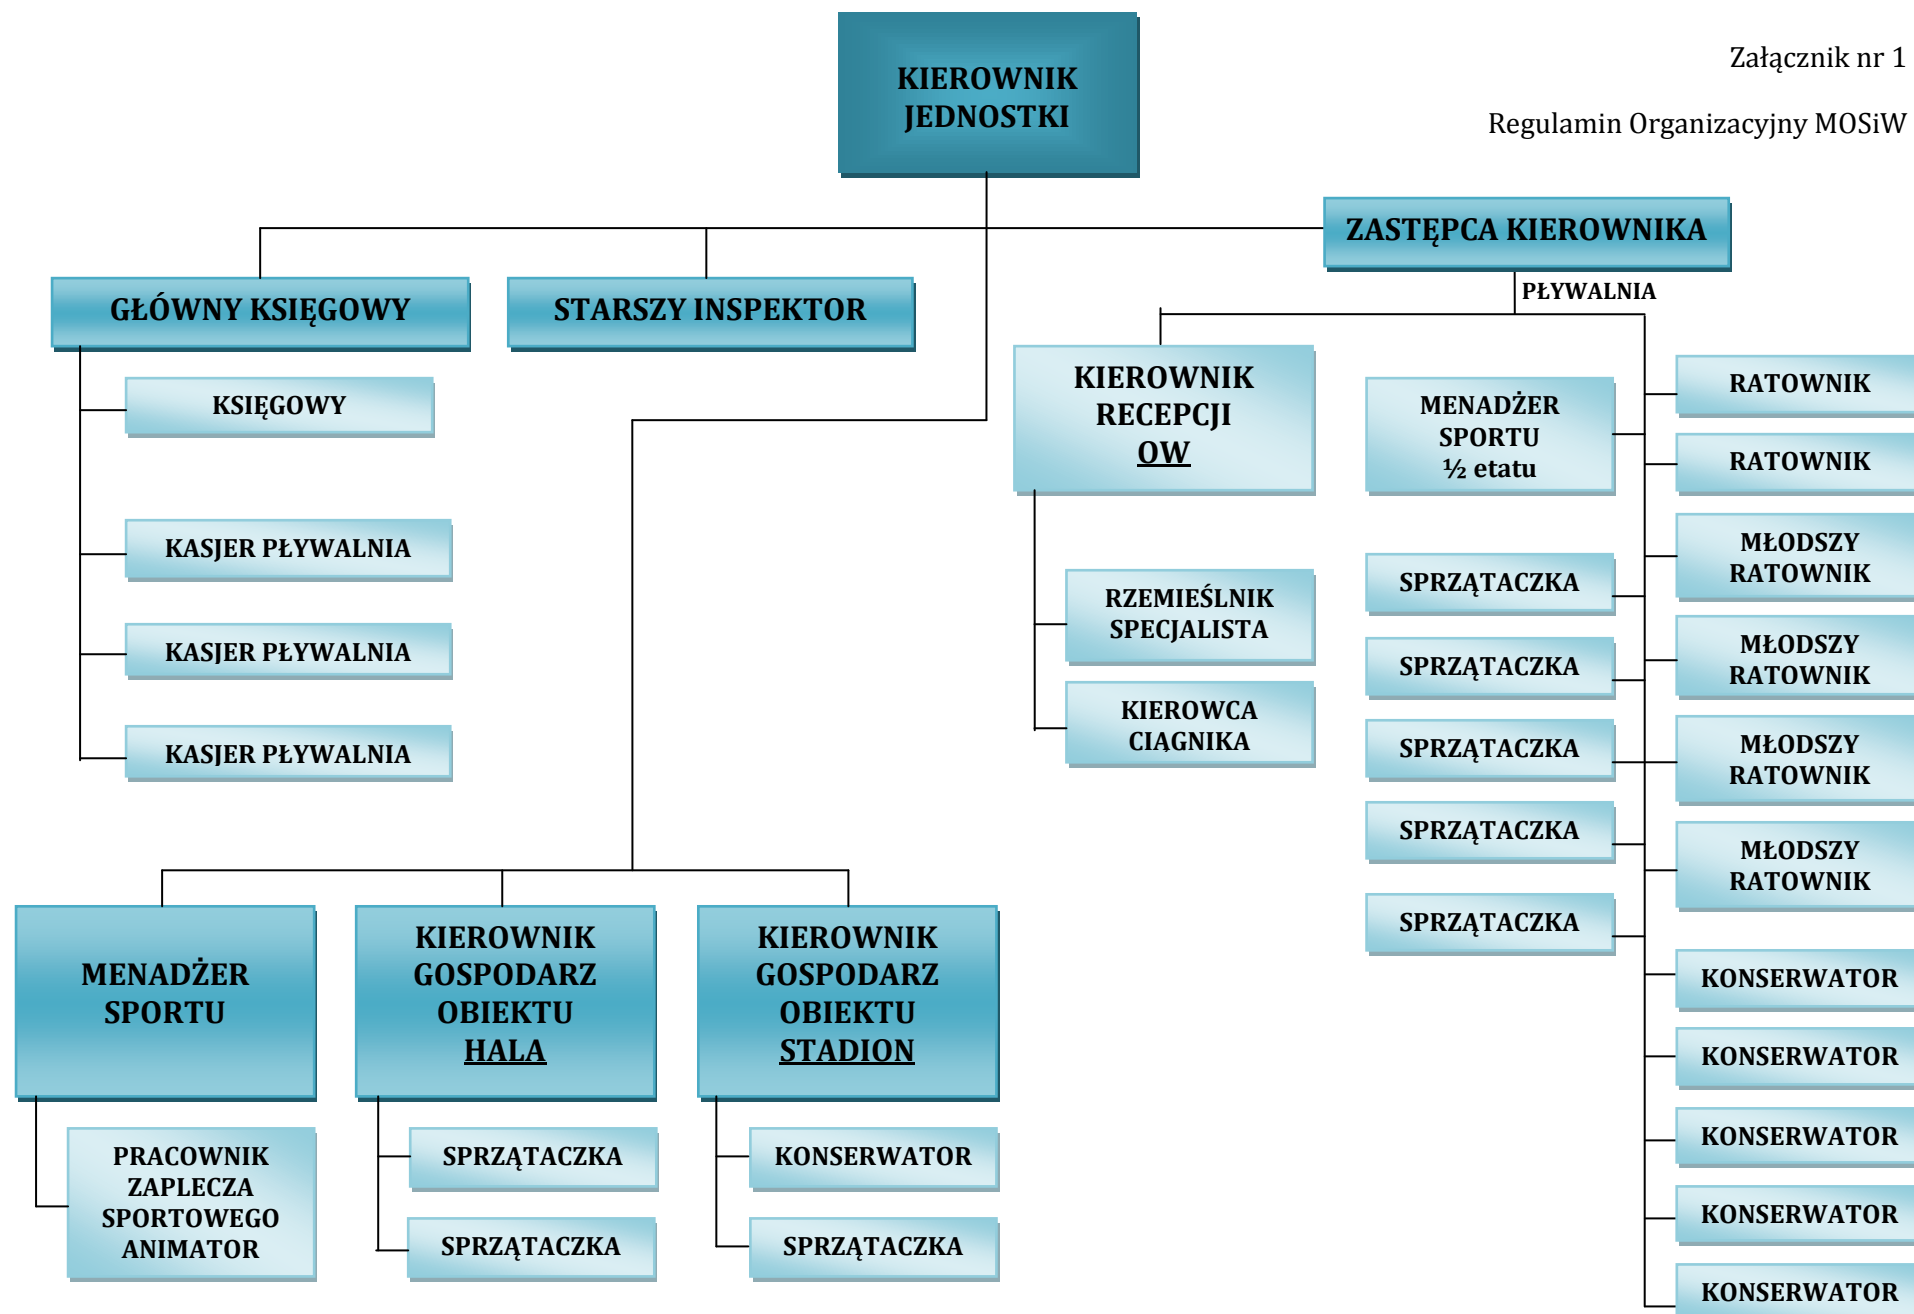 Załącznik nr 1
Regulamin Organizacyjny MOSiW
KIEROWNIK
JEDNOSTKI
ZASTĘPCA KIEROWNIKA
GŁÓWNY KSIĘGOWY
STARSZY INSPEKTOR
PŁYWALNIA
KSIĘGOWY
KASJER PŁYWALNIA
KASJER PŁYWALNIA
KASJER PŁYWALNIA
KIEROWNIK
RECEPCJI
OW
RZEMIEŚLNIK
SPECJALISTA
KIEROWCA
CIĄGNIKA
MENADŻER
SPORTU
½ etatu
SPRZĄTACZKA
SPRZĄTACZKA
SPRZĄTACZKA
SPRZĄTACZKA
SPRZĄTACZKA
RATOWNIK
RATOWNIK
MŁODSZY
RATOWNIK
MŁODSZY
RATOWNIK
MŁODSZY
RATOWNIK
MŁODSZY
RATOWNIK
KONSERWATOR
KONSERWATOR
KONSERWATOR
KONSERWATOR
KONSERWATOR
MENADŻER
SPORTU
PRACOWNIK
ZAPLECZA
SPORTOWEGO
ANIMATOR
KIEROWNIK
GOSPODARZ
OBIEKTU
HALA
SPRZĄTACZKA
SPRZĄTACZKA
KIEROWNIK
GOSPODARZ
OBIEKTU
STADION
KONSERWATOR
SPRZĄTACZKA